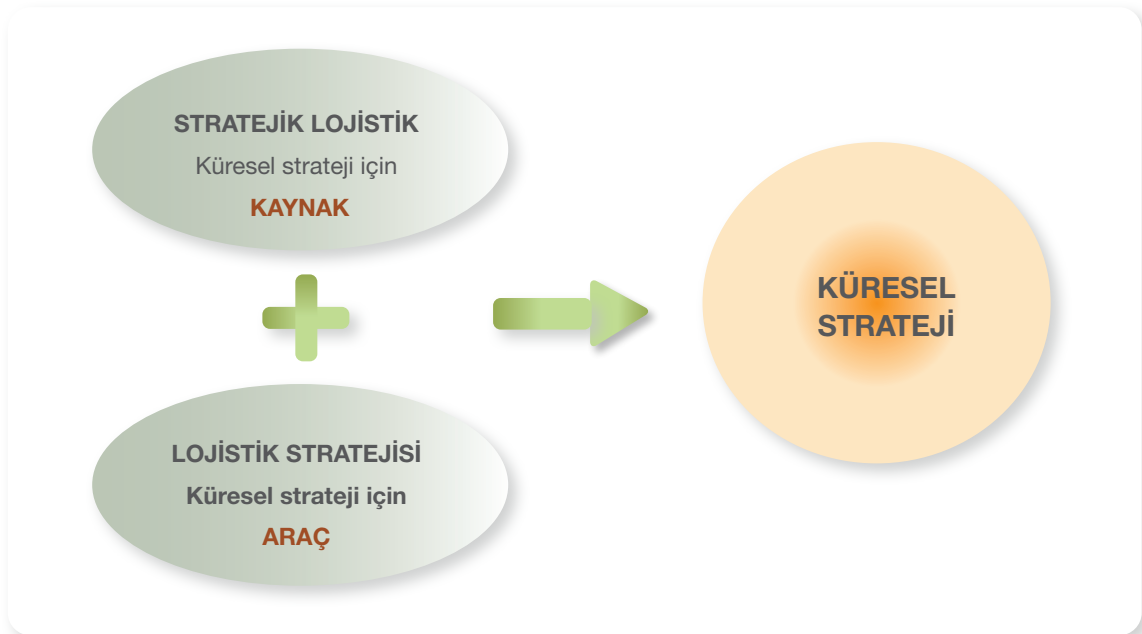 STRATEJİK LOJİSTİK
Küresel strateji için
KAYNAK
LOJİSTİK STRATEJİSİ
Küresel strateji için
ARAÇ
KÜRESEL
STRATEJİ